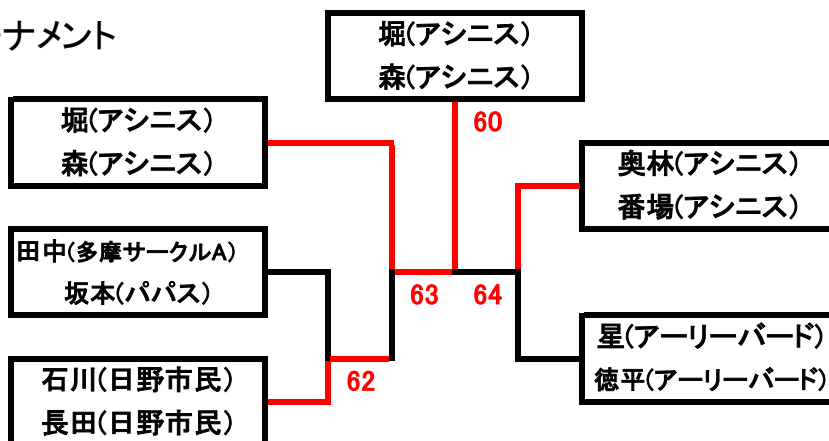 ーナメント
堀(アシニス)
森(アシニス)
60
堀(アシニス)
森(アシニス)
奥林(アシニス)
番場(アシニス)
田中(多摩サークルA)
坂本(パパス)
63
64
星(アーリーバード)
徳平(アーリーバード)
石川(日野市民)
長田(日野市民)
62